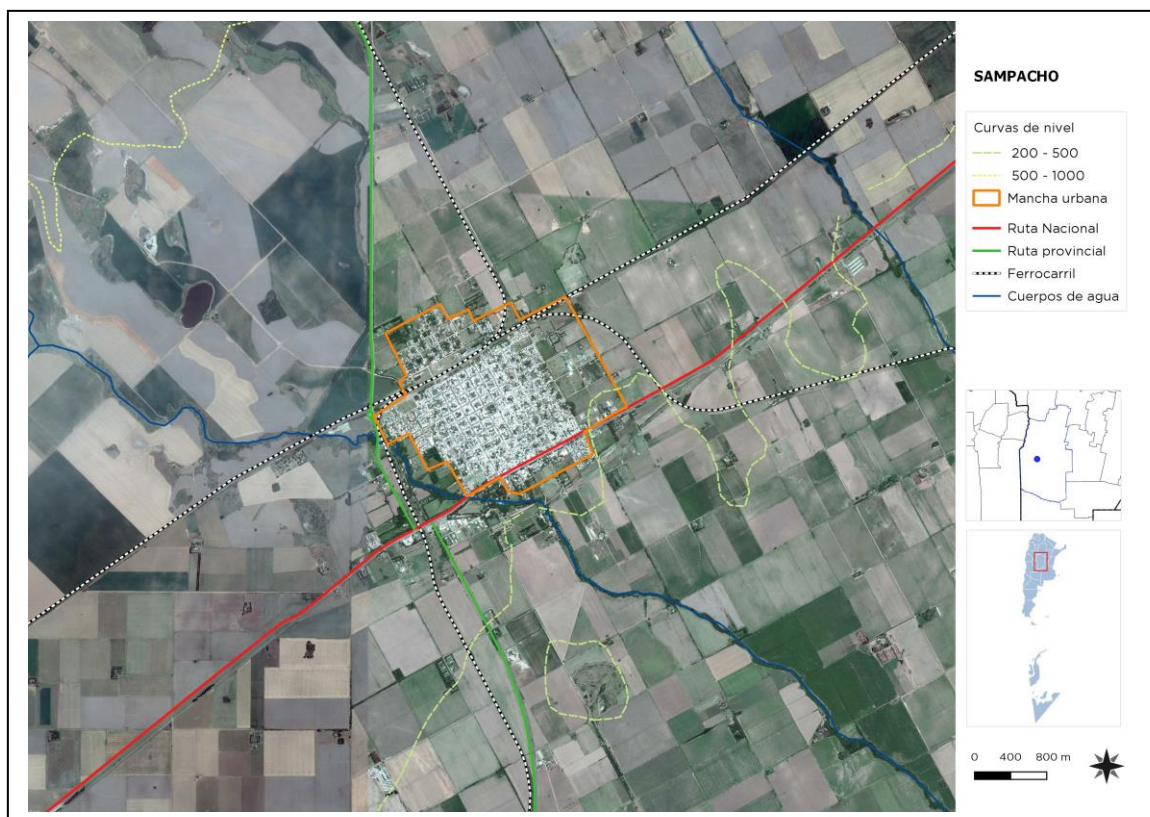 SAMPACHO
Curvas de nivel
200 - 500
500 - 1000
Mancha urbana
Ruta Nacional
Ruta provincial
Ferrocarril
Cuerpos de agua
0 400 800 m